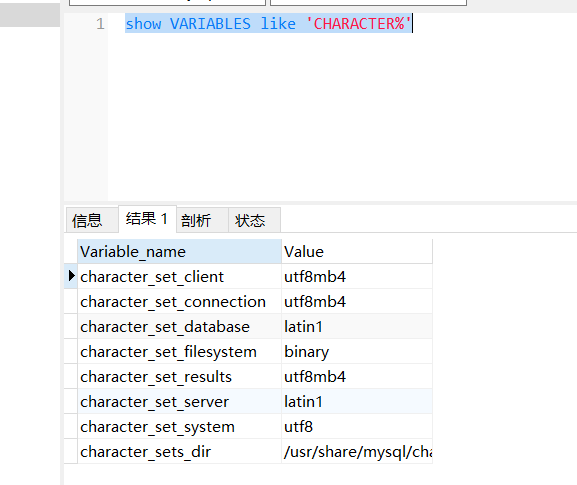 1 show VARIABLES like 'CHARACTER%'
信息 结果 1 剖析 状态
Variable_name Value
character_set_client utf8mb4
character_set_connection utf8mb4
character_set_database latin1
character_set_filesystem binary
character_set_results utf8mb4
character_set_server latin1
character_set_system utf8
character_sets_dir /usr/share/mysql/cha